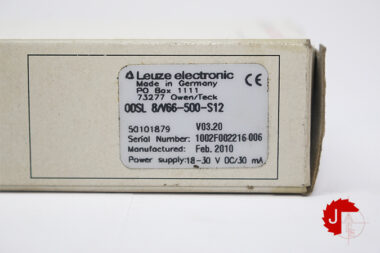 Leuze electronic
Made in Germany
PO Box 1111
73277 Owen/Teck
CE
ODSL 8/V66-500-S12
50101879 V03.20
Serial Number: 1002F002216 006
Manufactured: Feb. 2010
Power supply: 18-30 V DC/30 mA